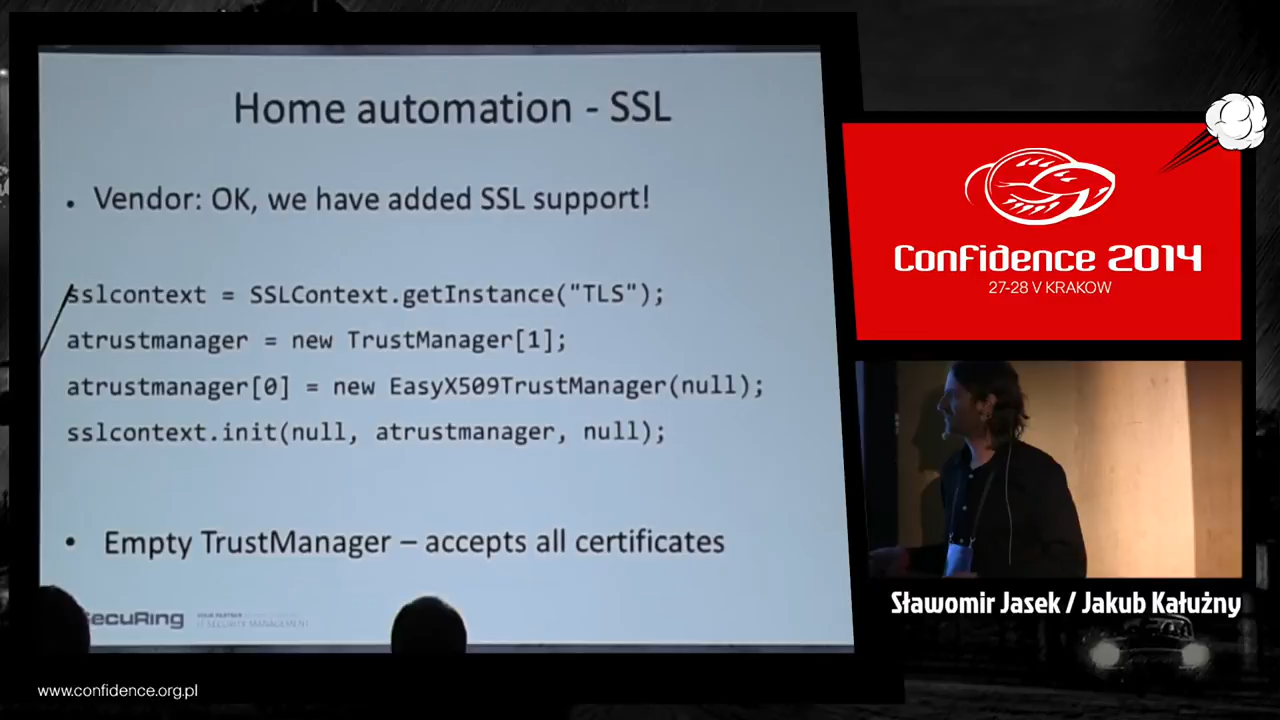 Home automation - SSL
• Vendor: OK, we have added SSL support!
sslcontext = SSLContext.getInstance("TLS");
atrustmanager = new TrustManager[1];
atrustmanager[0] = new EasyX509TrustManager(null);
sslcontext.init(null, atrustmanager, null);
• Empty TrustManager – accepts all certificates
SecuRing
IT SECURITY MANAGEMENT
Confidence 2014
27-28 V KRAKOW
Sławomir Jasek / Jakub Kałużny
www.confidence.org.pl